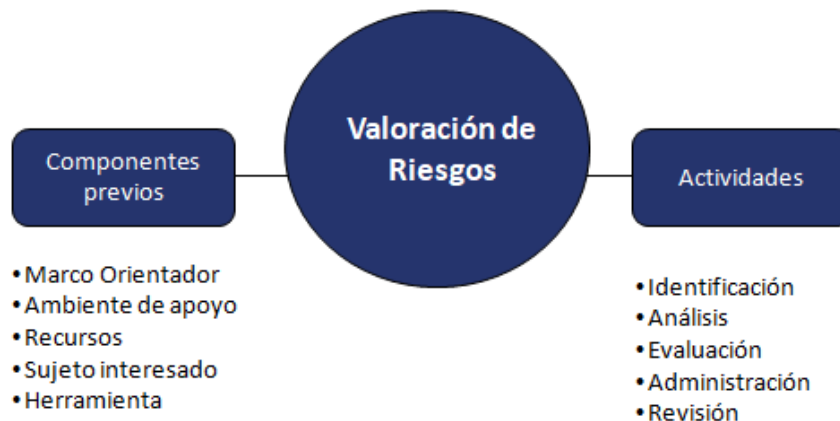 Valoración de
Riesgos
Componentes
previos
•Marco Orientador
•Ambiente de apoyo
•Recursos
•Sujeto interesado
•Herramienta
Actividades
•Identificación
•Análisis
•Evaluación
•Administración
•Revisión